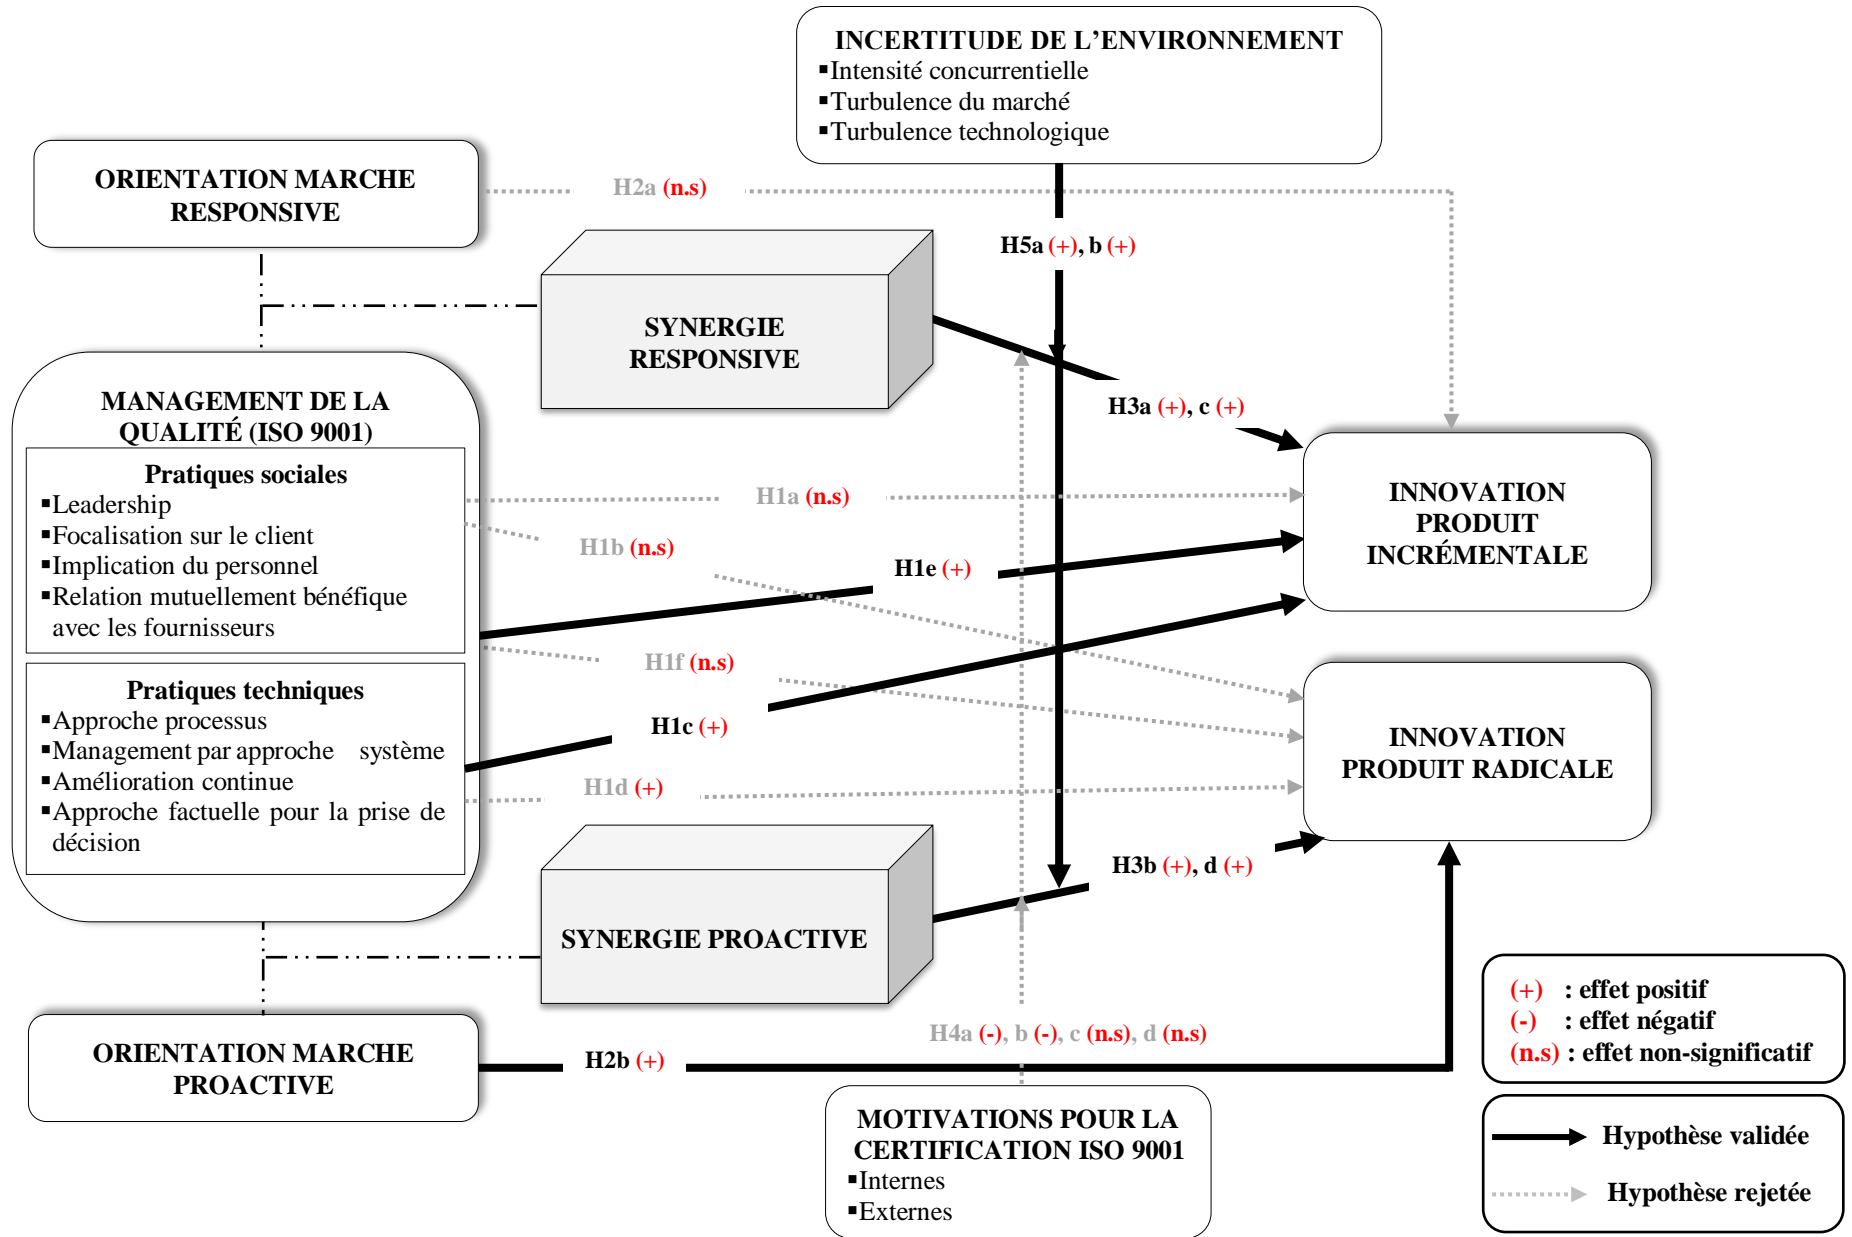 INCERTITUDE DE L’ENVIRONNEMENT
▪Intensité concurrentielle
▪Turbulence du marché
▪Turbulence technologique
ORIENTATION MARCHE
RESPONSIVE
H2a (n.s)
H5a (+), b (+)
SYNERGIE
RESPONSIVE
H3a (+), c (+)
MANAGEMENT DE LA
QUALITÉ (ISO 9001)
Pratiques sociales
▪Leadership
▪Focalisation sur le client
▪Implication du personnel
▪Relation mutuellement bénéfique
avec les fournisseurs
Pratiques techniques
▪Approche processus
▪Management par approche système
▪Amélioration continue
▪Approche factuelle pour la prise de
décision
H1a (n.s)
H1b (n.s)
H1e (+)
H1f (n.s)
H1c (+)
H1d (+)
INNOVATION
PRODUIT
INCRÉMENTALE
INNOVATION
PRODUIT RADICALE
H3b (+), d (+)
SYNERGIE PROACTIVE
ORIENTATION MARCHE
PROACTIVE
H2b (+)
H4a (-), b (-), c (n.s), d (n.s)
MOTIVATIONS POUR LA
CERTIFICATION ISO 9001
▪Internes
▪Externes
(+) : effet positif
(-) : effet négatif
(n.s) : effet non-significatif
Hypothèse validée
Hypothèse rejetée